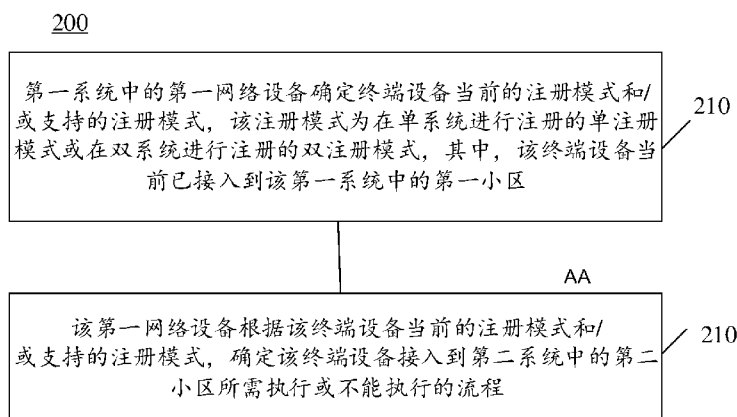 200
第一系统中的第一网络设备确定终端设备当前的注册模式和/
或支持的注册模式，该注册模式为在单系统进行注册的单注册
模式或在双系统进行注册的双注册模式，其中，该终端设备当
前已接入到该第一系统中的第一小区
210
AA
该第一网络设备根据该终端设备当前的注册模式和/
或支持的注册模式，确定该终端设备接入到第二系统中的第二
小区所需执行或不能执行的流程
210